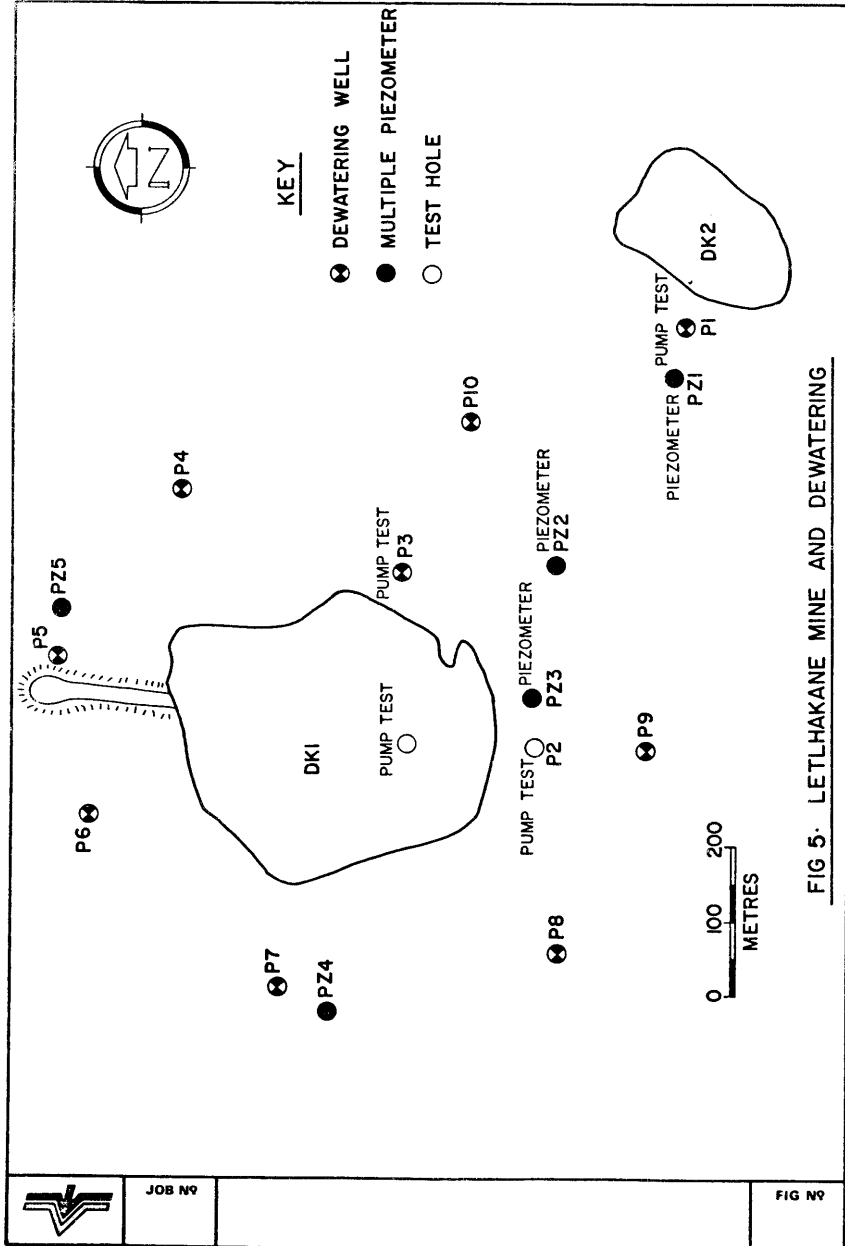 KEY
DEWATERING WELL
MULTIPLE PIEZOMETER
TEST HOLE
N
P5
PZ5
P6
P4
PUMP TEST
P3
P7
PZ4
DK1
PUMP TEST
P10
PIEZOMETER
PZ3
PIEZOMETER
PZ2
PUMP TEST
P2
P8
P9
PIEZOMETER
PZ1
PUMP TEST
P1
DK2
0 100 200
METRES
FIG 5· LETLHAKANE MINE AND DEWATERING
JOB Nº
FIG Nº